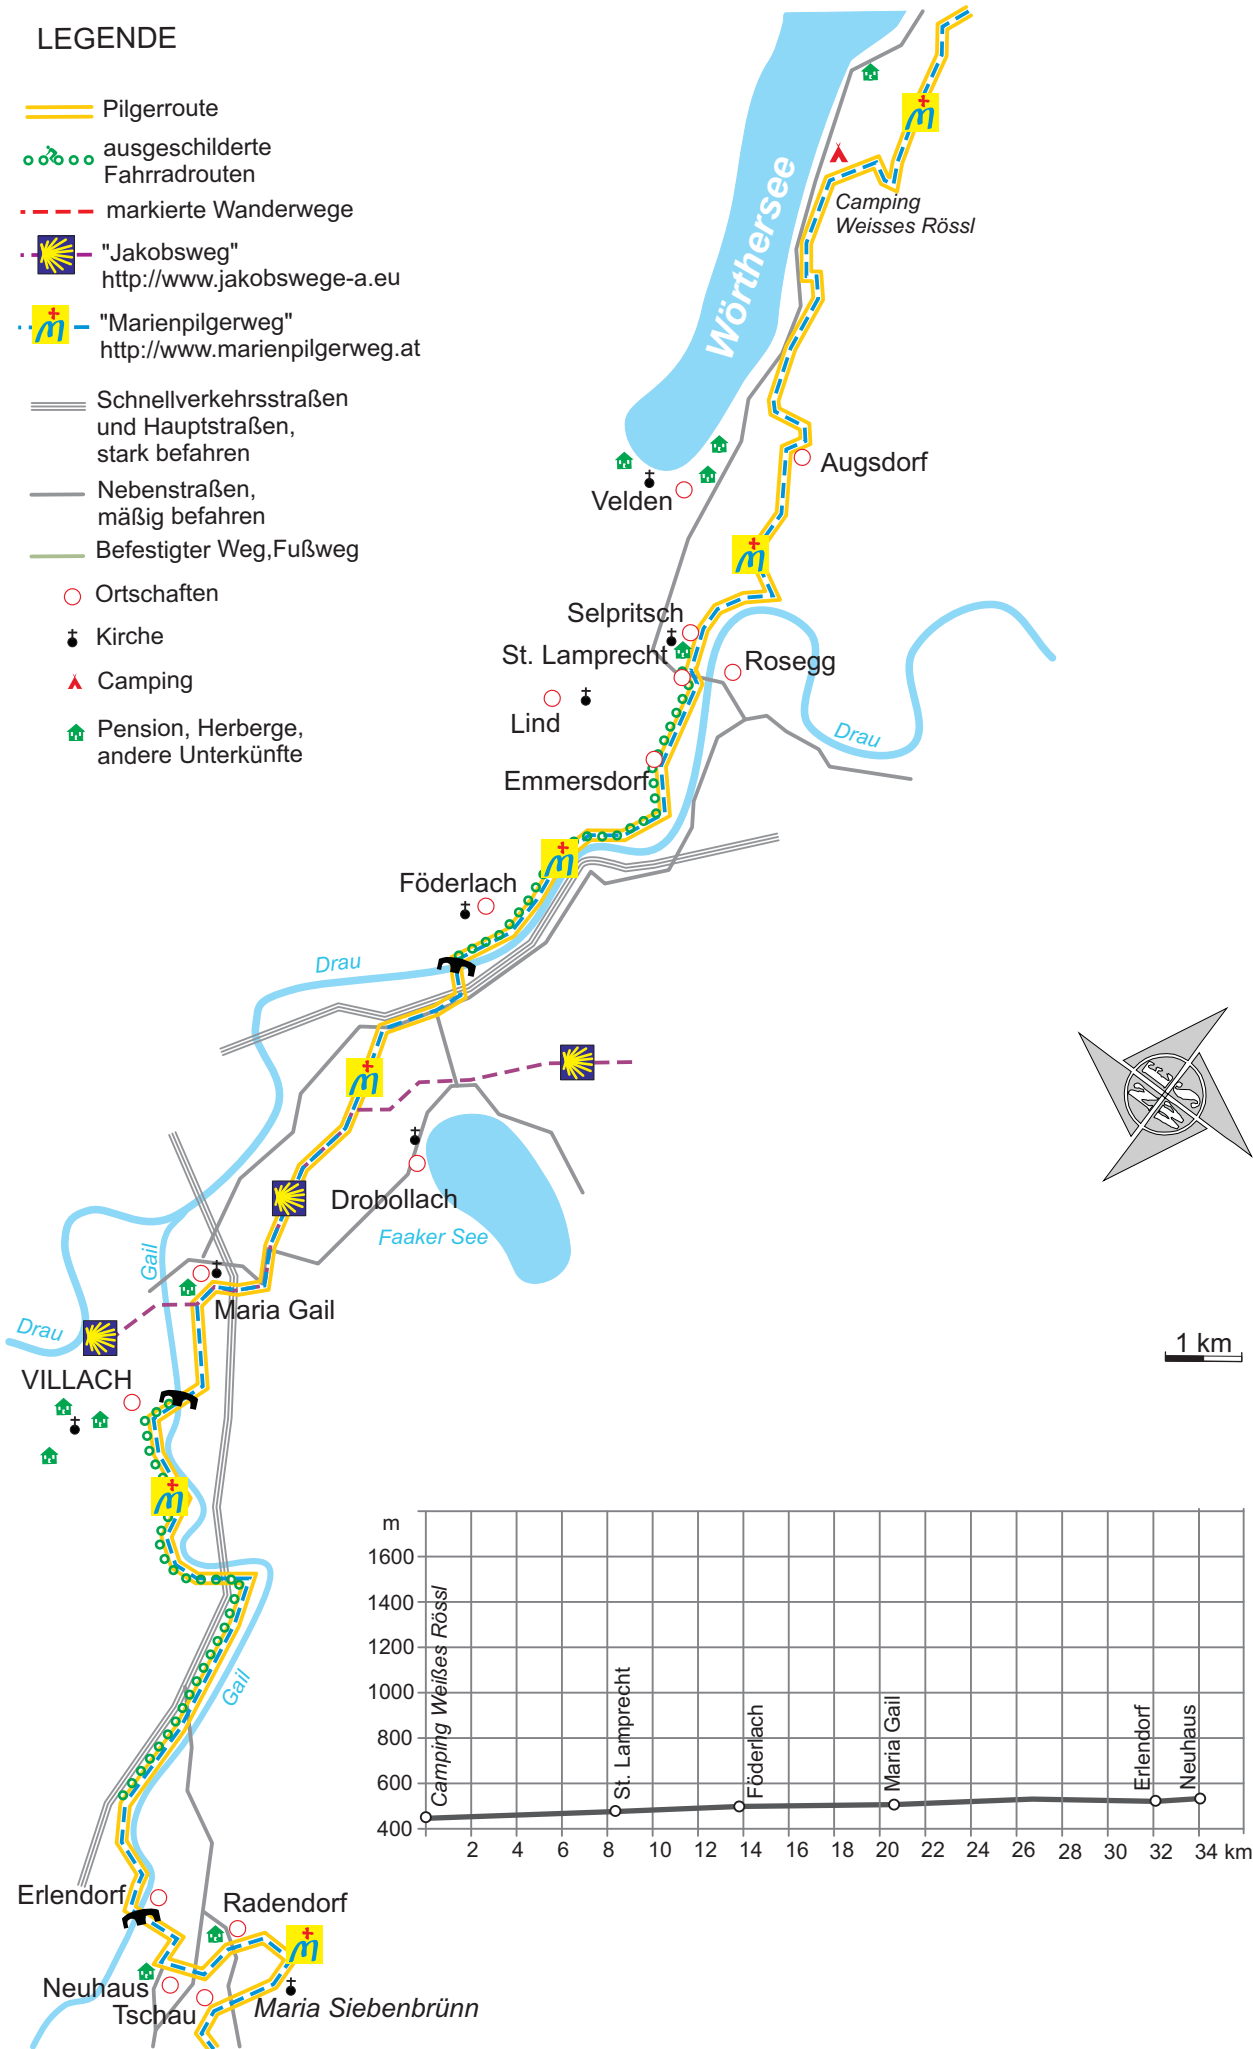 LEGENDE
Pilgerroute
ausgeschilderte
Fahrradrouten
markierte Wanderwege
"Jakobsweg"
http://www.jakobswege-a.eu
"Marienpilgerweg"
http://www.marienpilgerweg.at
Schnellverkehrsstraßen
und Hauptstraßen,
stark befahren
Nebenstraßen,
mäßig befahren
Befestigter Weg,Fußweg
Ortschaften
Kirche
Camping
Pension, Herberge,
andere Unterkünfte
Wörthersee
Camping
Weisses Rössl
Augsdorf
Velden
Selpritsch
St. Lamprecht
Rosegg
Lind
Drau
Emmersdorf
Föderlach
Drau
Drobollach
Faaker See
Gail
Maria Gail
Drau
VILLACH
1 km
Gail
Erlendorf
Radendorf
Neuhaus
Tschau
Maria Siebenbrünn
m
1600
1400
1200
1000
800
600
400
Camping Weißes Rössl
St. Lamprecht
Föderlach
Maria Gail
Erlendorf
Neuhaus
2 4 6 8 10 12 14 16 18 20 22 24 26 28 30 32 34 km